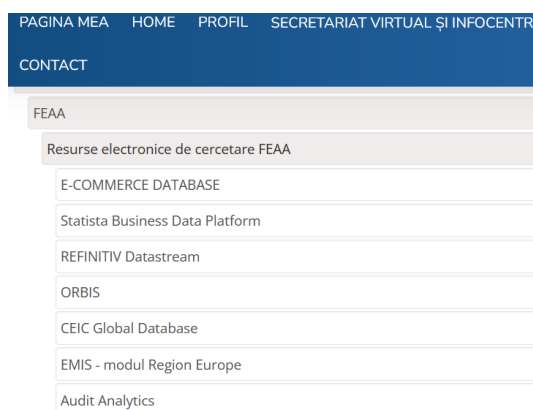 PAGINA MEA HOME PROFIL SECRETARIAT VIRTUAL ȘI INFOCENTR
CONTACT
FEAA
Resurse electronice de cercetare FEAA
E-COMMERCE DATABASE
Statista Business Data Platform
REFINITIV Datastream
ORBIS
CEIC Global Database
EMIS - modul Region Europe
Audit Analytics